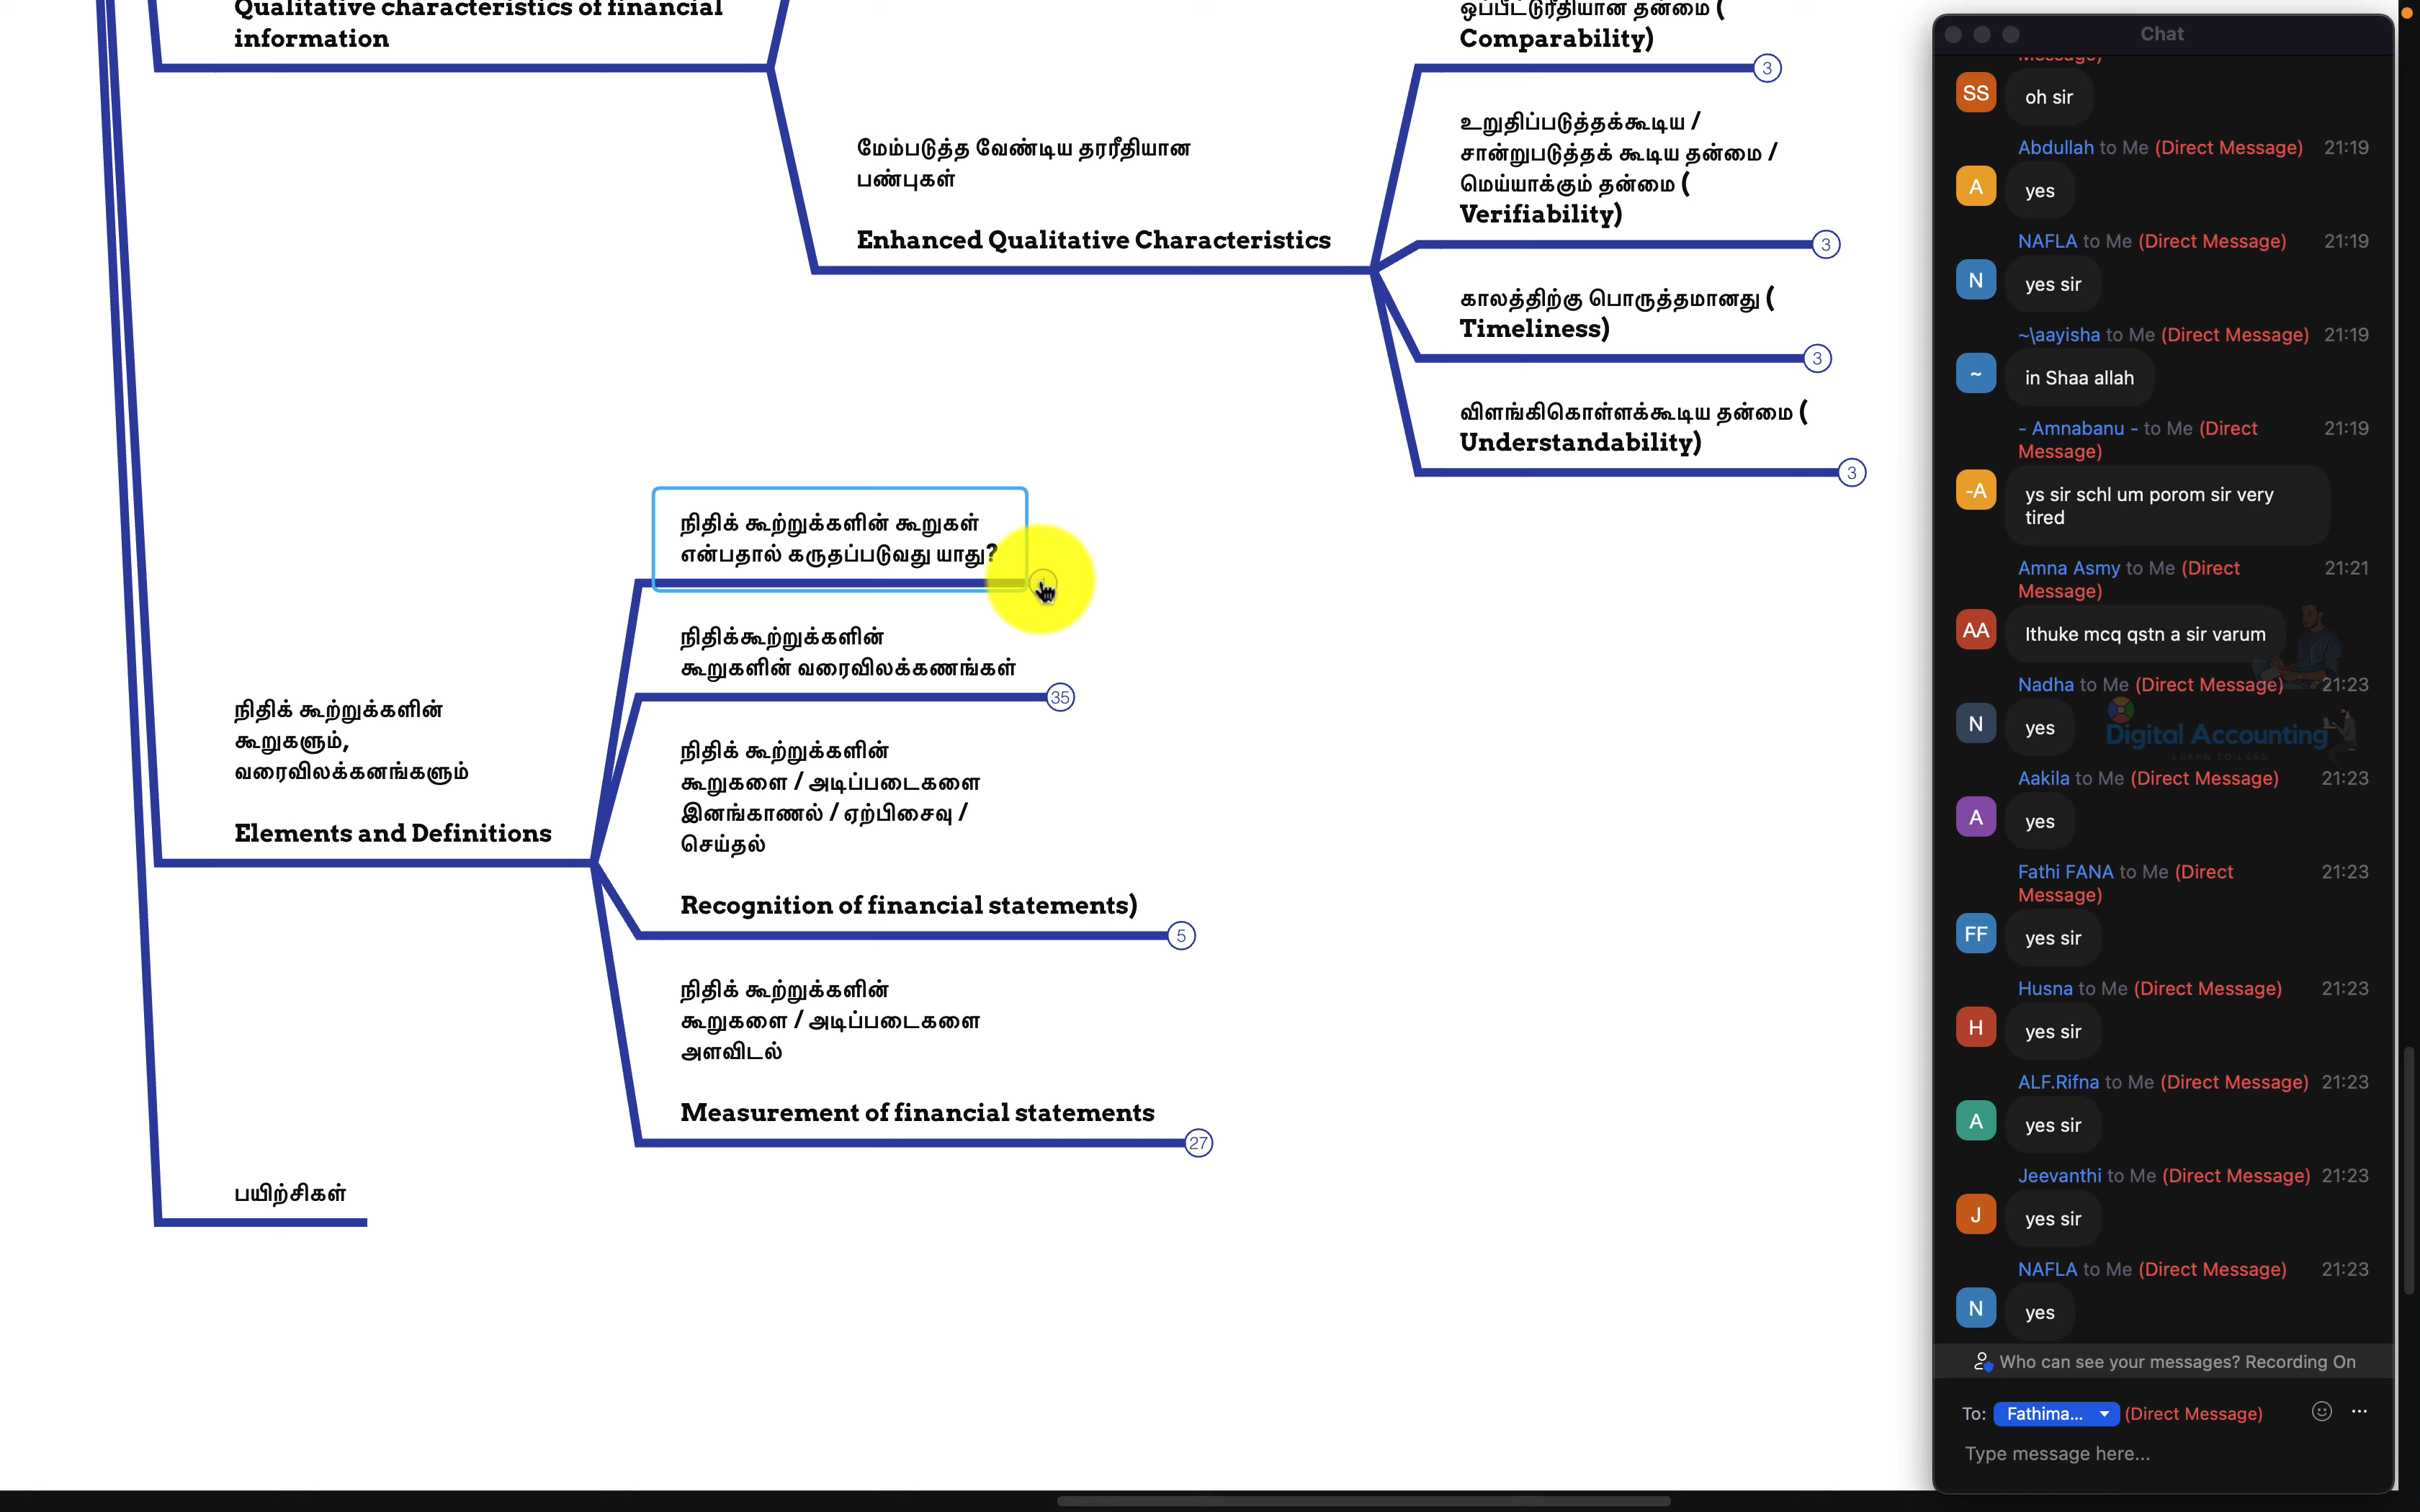 Qualitative characteristics of financial
information
ஒப்பீட்டுரீதியான தன்மை (
Comparability)
3
மேம்படுத்த வேண்டிய தரரீதியான
பண்புகள்
Enhanced Qualitative Characteristics
உறுதிப்படுத்தக்கூடிய /
சான்றுபடுத்தக் கூடிய தன்மை /
மெய்யாக்கும் தன்மை (
Verifiability)
3
காலத்திற்கு பொருத்தமானது (
Timeliness)
3
விளங்கிகொள்ளக்கூடிய தன்மை (
Understandability)
3
நிதிக் கூற்றுக்களின் கூறுகள்
என்பதால் கருதப்படுவது யாது?
நிதிக்கூற்றுக்களின்
கூறுகளின் வரைவிலக்கணங்கள்
35
நிதிக் கூற்றுக்களின்
கூறுகளும்,
வரைவிலக்கனங்களும்
Elements and Definitions
நிதிக் கூற்றுக்களின்
கூறுகளை / அடிப்படைகளை
இனங்காணல் / ஏற்பிசைவு /
செய்தல்
Recognition of financial statements)
5
நிதிக் கூற்றுக்களின்
கூறுகளை / அடிப்படைகளை
அளவிடல்
Measurement of financial statements
27
பயிற்சிகள்
Chat
Message)
SS
oh sir
Abdullah to Me (Direct Message) 21:19
A
yes
NAFLA to Me (Direct Message) 21:19
N
yes sir
~\aayisha to Me (Direct Message) 21:19
~
in Shaa allah
- Amnabanu - to Me (Direct 21:19
Message)
-A
ys sir schl um porom sir very
tired
Amna Asmy to Me (Direct 21:21
Message)
AA
Ithuke mcq qstn a sir varum
Nadha to Me (Direct Message) 21:23
N
yes
Digital Accounting
LEARN TO LEAD
Aakila to Me (Direct Message) 21:23
A
yes
Fathi FANA to Me (Direct 21:23
Message)
FF
yes sir
Husna to Me (Direct Message) 21:23
H
yes sir
ALF.Rifna to Me (Direct Message) 21:23
A
yes sir
Jeevanthi to Me (Direct Message) 21:23
J
yes sir
NAFLA to Me (Direct Message) 21:23
N
yes
Who can see your messages? Recording On
To: Fathima... (Direct Message)
Type message here...